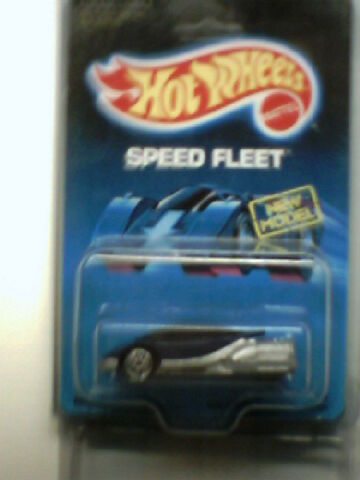 Hot Wheels
MATTEL
SPEED FLEET
NEW
MODEL